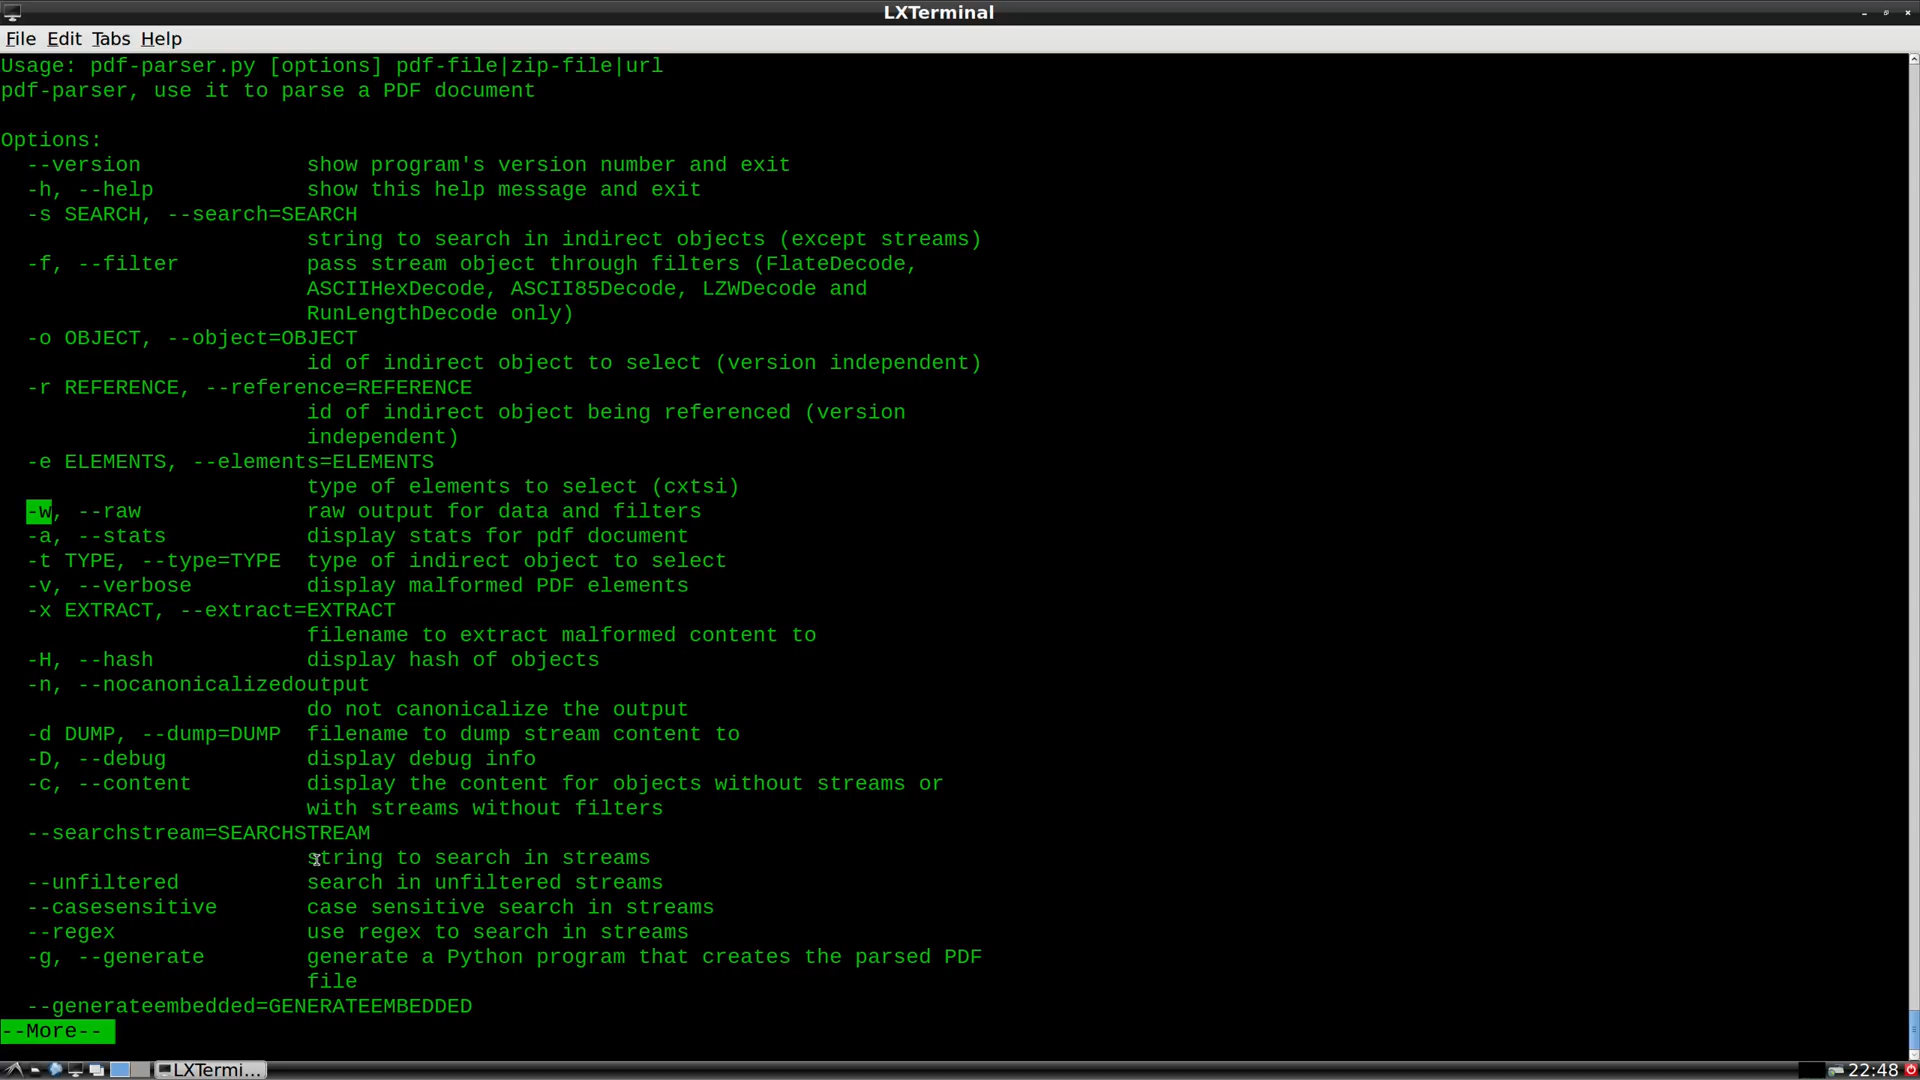 LXTerminal
File Edit Tabs Help
Usage: pdf-parser.py [options] pdf-file|zip-file|url
pdf-parser, use it to parse a PDF document
Options:
--version show program's version number and exit
-h, --help show this help message and exit
-s SEARCH, --search=SEARCH
string to search in indirect objects (except streams)
-f, --filter pass stream object through filters (FlateDecode,
ASCIIHexDecode, ASCII85Decode, LZWDecode and
RunLengthDecode only)
-o OBJECT, --object=OBJECT
id of indirect object to select (version independent)
-r REFERENCE, --reference=REFERENCE
id of indirect object being referenced (version
independent)
-e ELEMENTS, --elements=ELEMENTS
type of elements to select (cxtsi)
-w, --raw raw output for data and filters
-a, --stats display stats for pdf document
-t TYPE, --type=TYPE type of indirect object to select
-v, --verbose display malformed PDF elements
-x EXTRACT, --extract=EXTRACT
filename to extract malformed content to
-H, --hash display hash of objects
-n, --nocanonicalizedoutput
do not canonicalize the output
-d DUMP, --dump=DUMP filename to dump stream content to
-D, --debug display debug info
-c, --content display the content for objects without streams or
with streams without filters
--searchstream=SEARCHSTREAM
string to search in streams
--unfiltered search in unfiltered streams
--casesensitive case sensitive search in streams
--regex use regex to search in streams
-g, --generate generate a Python program that creates the parsed PDF
file
--generateembedded=GENERATEEMBEDDED
--More--
LXTermi... 22:48